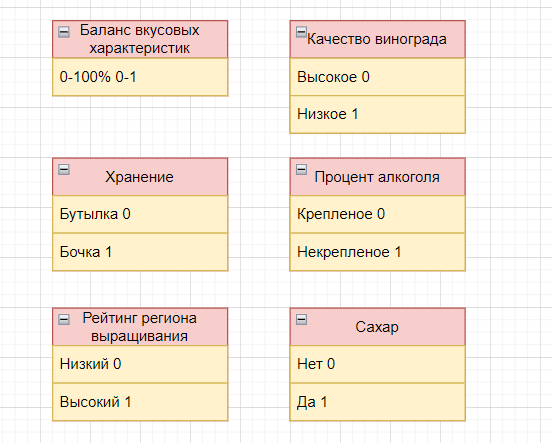 Баланс вкусовых
характеристик
0-100% 0-1
Качество винограда
Высокое 0
Низкое 1
Хранение
Бутылка 0
Бочка 1
Процент алкоголя
Крепленое 0
Некрепленое 1
Рейтинг региона
выращивания
Низкий 0
Высокий 1
Сахар
Нет 0
Да 1